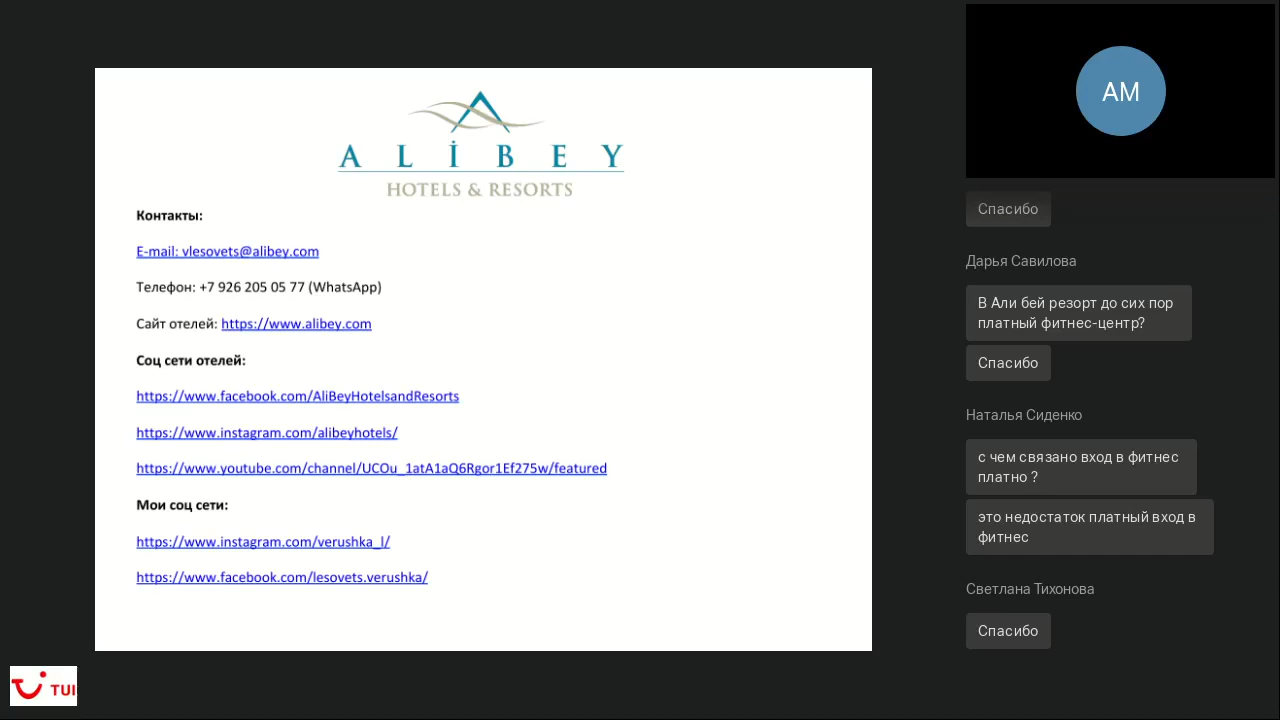 ALİBEY
HOTELS & RESORTS
Контакты:
E-mail: vlesovets@alibey.com
Телефон: +7 926 205 05 77 (WhatsApp)
Сайт отелей: https://www.alibey.com
Соц сети отелей:
https://www.facebook.com/AliBeyHotelsandResorts
https://www.instagram.com/alibeyhotels/
https://www.youtube.com/channel/UCOu_1atA1aQ6Rgor1Ef275w/featured
Мои соц сети:
https://www.instagram.com/verushka_l/
https://www.facebook.com/lesovets.verushka/
TUI
AM
Спасибо
Дарья Савилова
В Али бей резорт до сих пор
платный фитнес-центр?
Спасибо
Наталья Сиденко
с чем связано вход в фитнес
платно ?
это недостаток платный вход в
фитнес
Светлана Тихонова
Спасибо